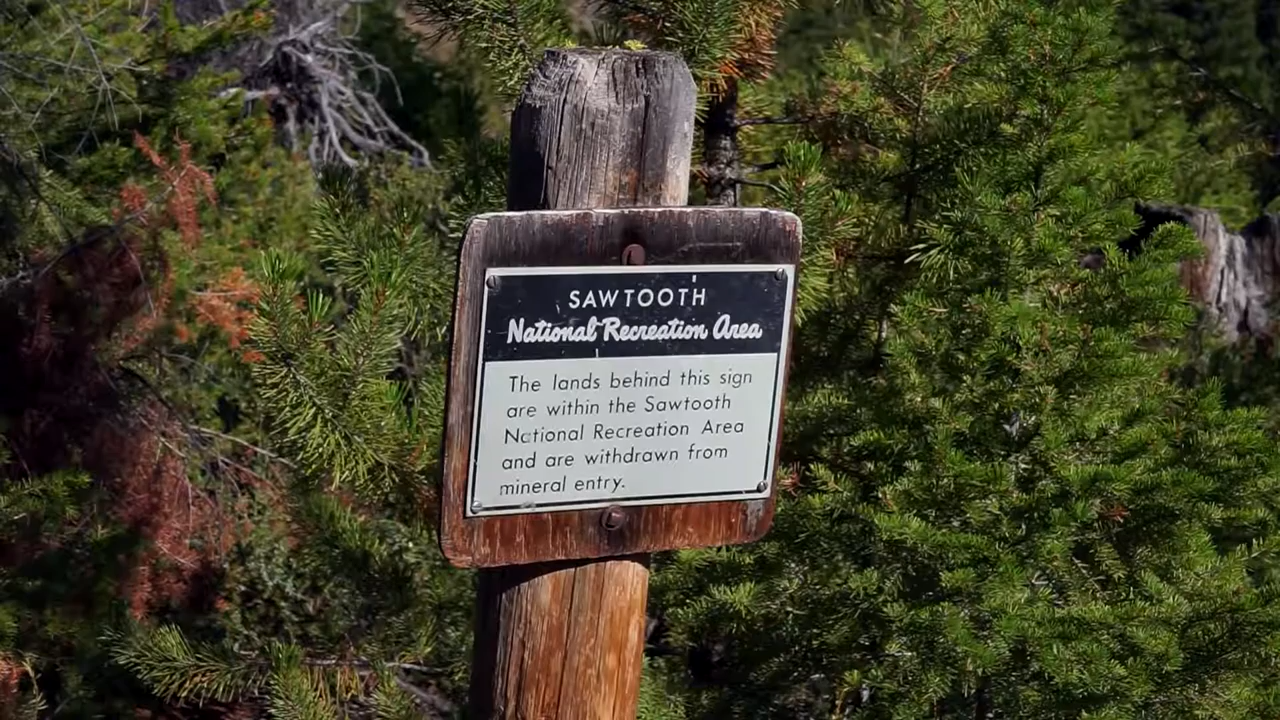 SAWTOOTH
National Recreation Area
The lands behind this sign
are within the Sawtooth
National Recreation Area
and are withdrawn from
mineral entry.